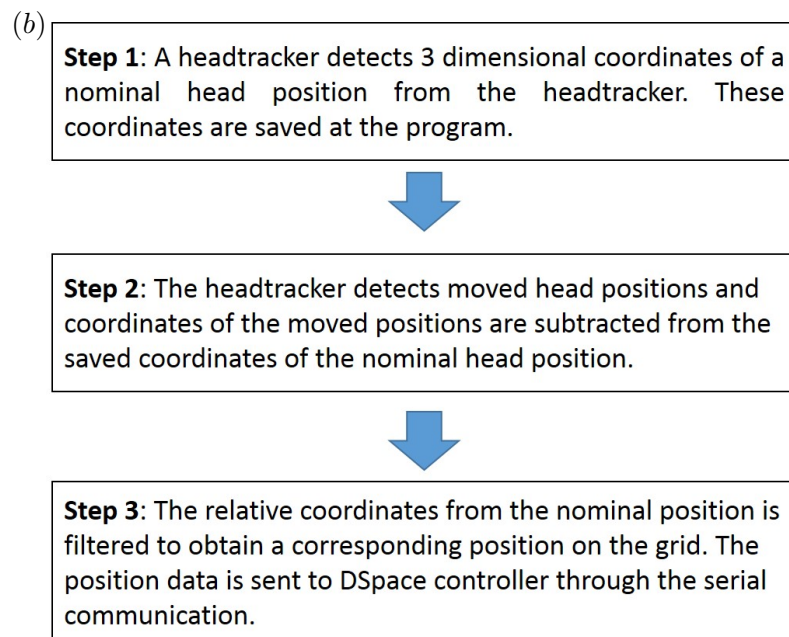 (b)
Step 1: A headtracker detects 3 dimensional coordinates of a
nominal head position from the headtracker. These
coordinates are saved at the program.
Step 2: The headtracker detects moved head positions and
coordinates of the moved positions are subtracted from the
saved coordinates of the nominal head position.
Step 3: The relative coordinates from the nominal position is
filtered to obtain a corresponding position on the grid. The
position data is sent to DSpace controller through the serial
communication.